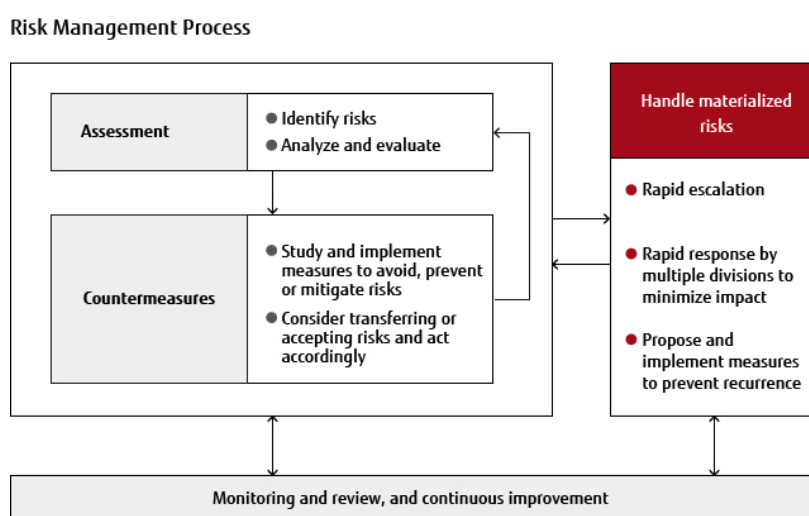 Risk Management Process
Assessment
● Identify risks
● Analyze and evaluate
Countermeasures
● Study and implement
measures to avoid, prevent
or mitigate risks
● Consider transferring or
accepting risks and act
accordingly
Handle materialized
risks
● Rapid escalation
● Rapid response by
multiple divisions to
minimize impact
● Propose and
implement measures
to prevent recurrence
Monitoring and review, and continuous improvement